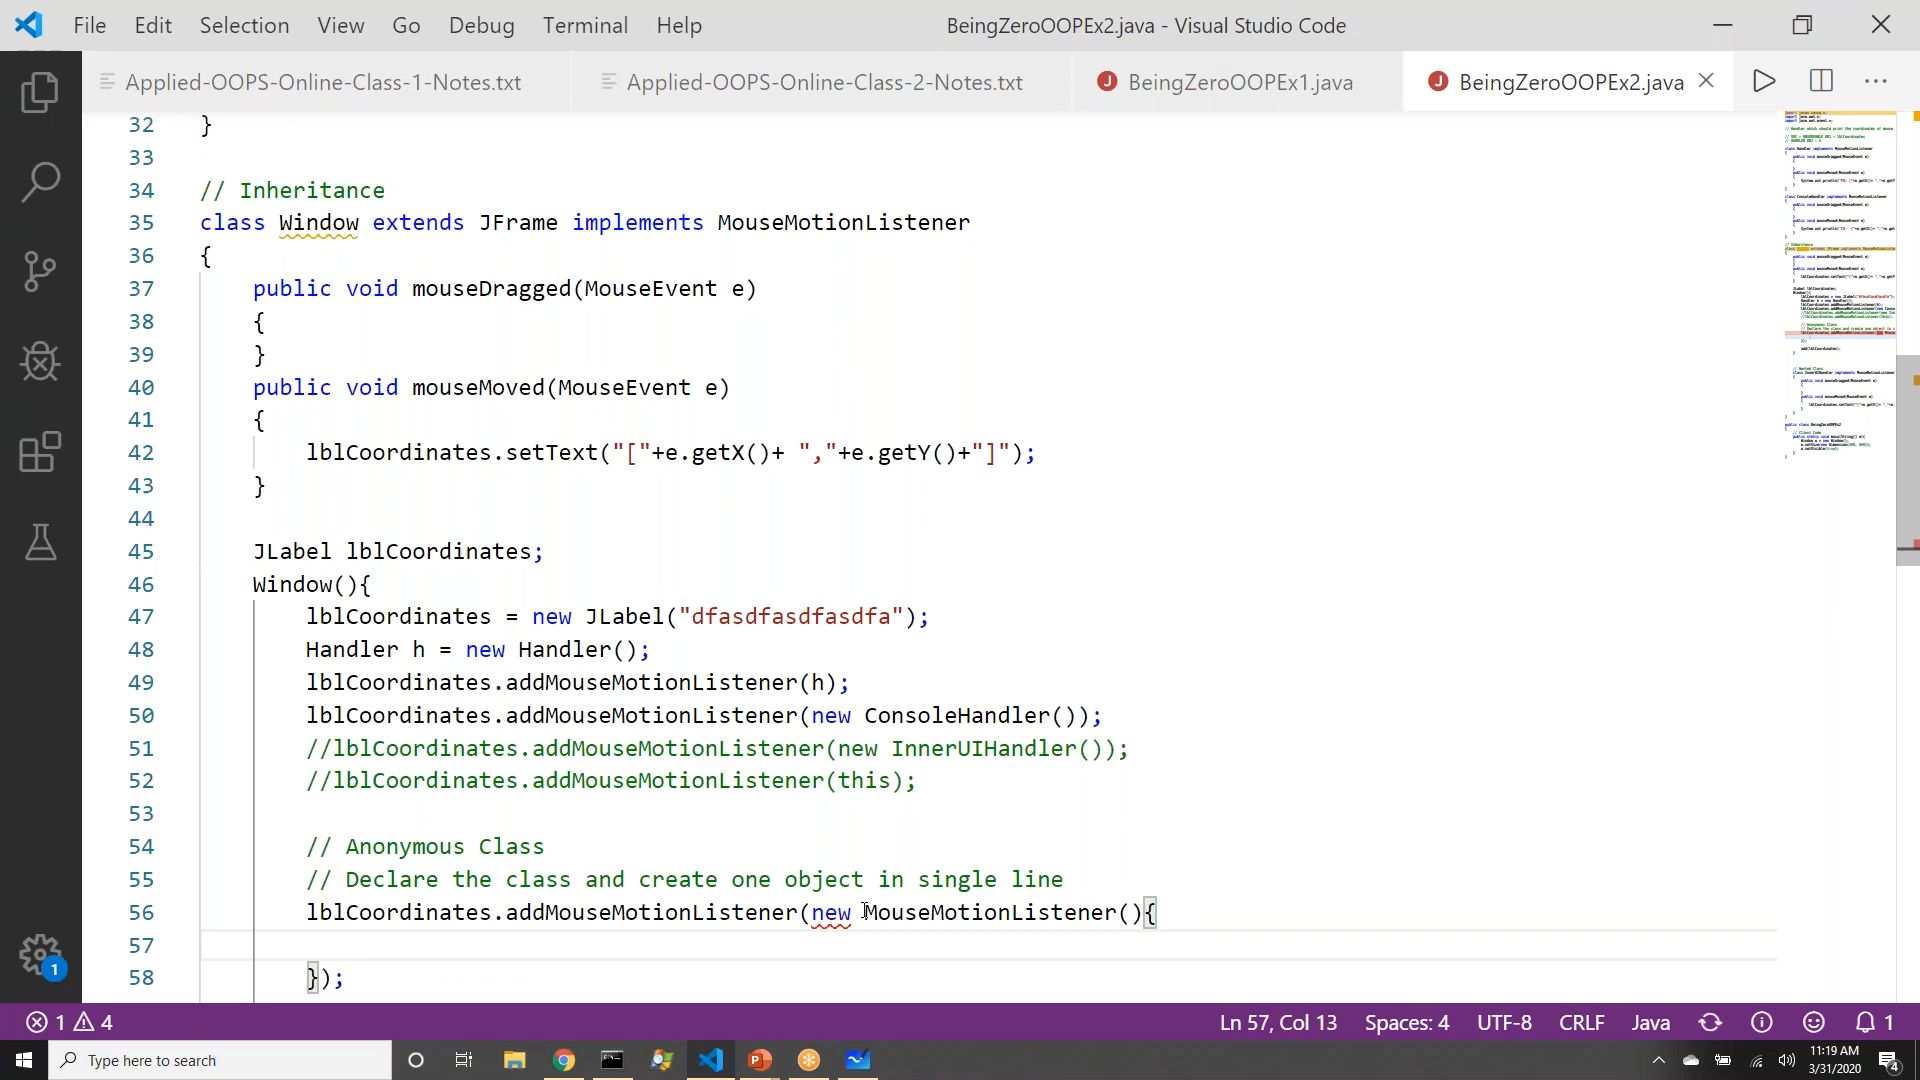 File Edit Selection View Go Debug Terminal Help BeingZeroOOPEx2.java - Visual Studio Code
Applied-OOPS-Online-Class-1-Notes.txt Applied-OOPS-Online-Class-2-Notes.txt J BeingZeroOOPEx1.java J BeingZeroOOPEx2.java
32 }
33
34 // Inheritance
35 class Window extends JFrame implements MouseMotionListener
36 {
37 public void mouseDragged(MouseEvent e)
38 {
39 }
40 public void mouseMoved(MouseEvent e)
41 {
42 lblCoordinates.setText("["+e.getX()+ ","+e.getY()+"]");
43 }
44
45 JLabel lblCoordinates;
46 Window(){
47 lblCoordinates = new JLabel("dfasdfasdfasdfa");
48 Handler h = new Handler();
49 lblCoordinates.addMouseMotionListener(h);
50 lblCoordinates.addMouseMotionListener(new ConsoleHandler());
51 //lblCoordinates.addMouseMotionListener(new InnerUIHandler());
52 //lblCoordinates.addMouseMotionListener(this);
53
54 // Anonymous Class
55 // Declare the class and create one object in single line
56 lblCoordinates.addMouseMotionListener(new MouseMotionListener(){
57
58 });
1
1 4 Ln 57, Col 13 Spaces: 4 UTF-8 CRLF Java 1
Type here to search 11:19 AM
3/31/2020 4